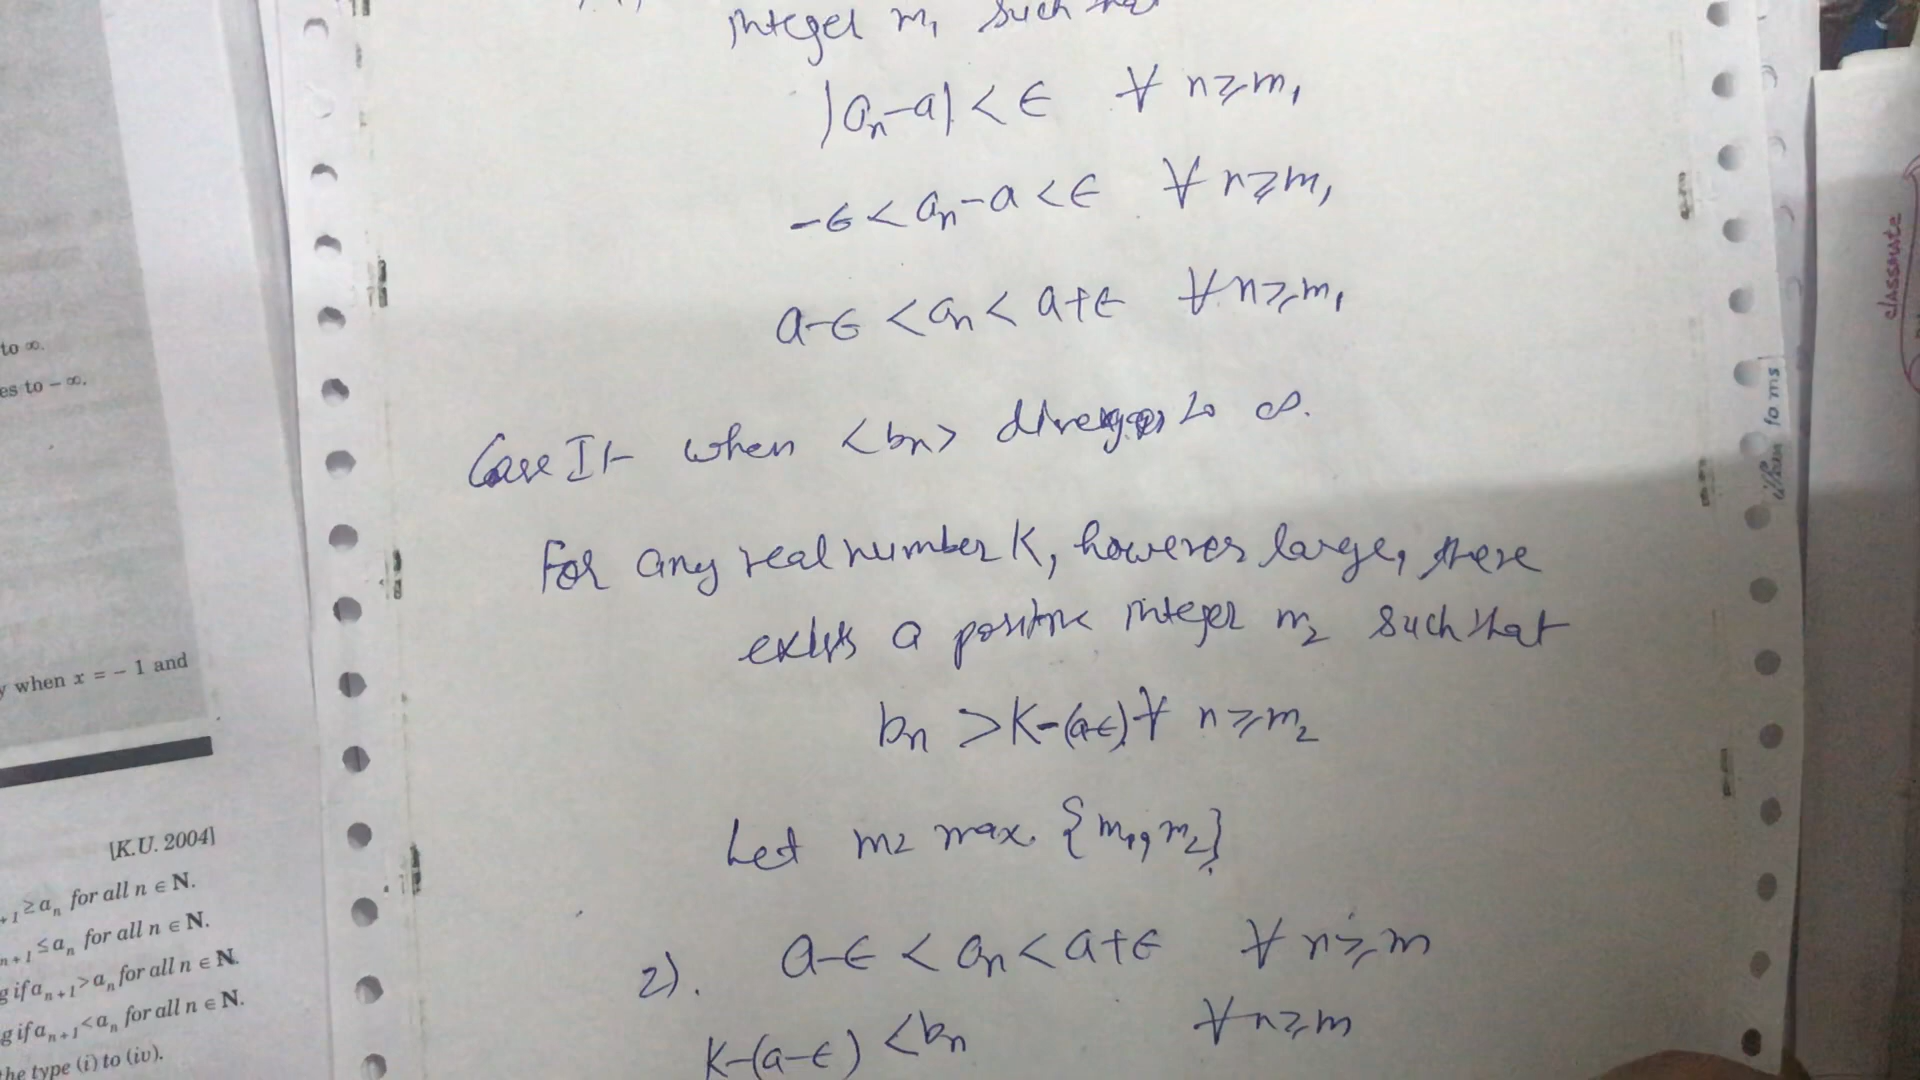 integer m₁ such that
|aₙ-a| < ϵ ∀ n≥m₁
-ϵ < aₙ-a < ϵ ∀ n≥m₁
a-ϵ < aₙ < a+ϵ ∀ n≥m₁
Case I:- when <bₙ> diverges to ∞.
For any real number K, however large, there
exists a positive integer m₂ such that
bₙ > K-(a-ϵ) ∀ n≥m₂
Let m= max. {m₁, m₂}
⇒). a-ϵ < aₙ < a+ϵ ∀ n≥m
K-(a-ϵ) < bₙ ∀ n≥m
to ∞.
es to – ∞.
y when x = – 1 and
[K.U. 2004]
+1 ≥ aₙ for all n ∈ N.
n+1 ≤ aₙ for all n ∈ N.
g if aₙ₊₁ > aₙ for all n ∈ N.
g if aₙ₊₁ < aₙ for all n ∈ N.
the type (i) to (iv).
classmate